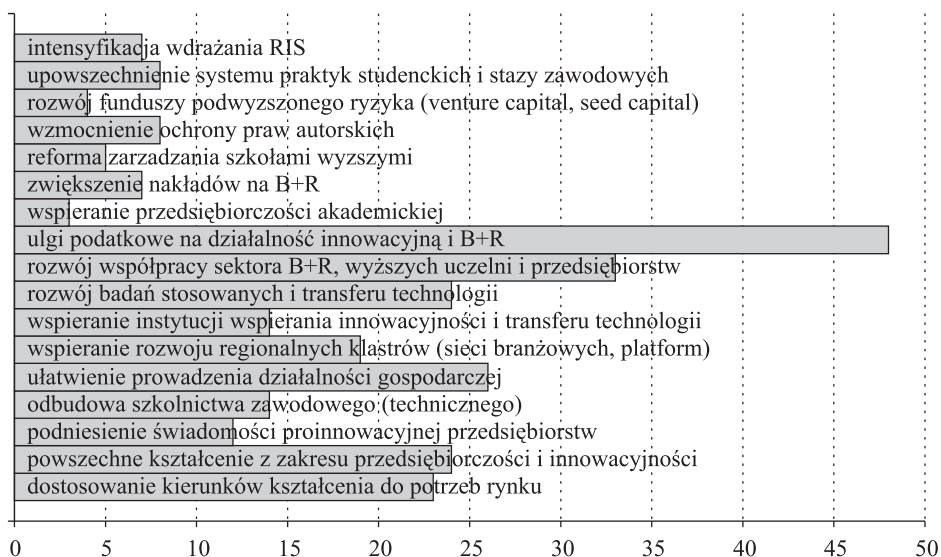 intensyfikacja wdrażania RIS
upowszechnienie systemu praktyk studenckich i stazy zawodowych
rozwój funduszy podwyzszonego ryzyka (venture capital, seed capital)
wzmocnienie ochrony praw autorskich
reforma zarzadzania szkołami wyzszymi
zwiększenie nakładów na B+R
wspieranie przedsiębiorczości akademickiej
ulgi podatkowe na działalność innowacyjną i B+R
rozwój współpracy sektora B+R, wyższych uczelni i przedsiębiorstw
rozwój badań stosowanych i transferu technologii
wspieranie instytucji wspierania innowacyjności i transferu technologii
wspieranie rozwoju regionalnych klastrów (sieci branżowych, platform)
ułatwienie prowadzenia działalności gospodarczej
odbudowa szkolnictwa zawodowego (technicznego)
podniesienie świadomości proinnowacyjnej przedsiębiorstw
powszechne kształcenie z zakresu przedsiębiorczości i innowacyjności
dostosowanie kierunków kształcenia do potrzeb rynku
0 5 10 15 20 25 30 35 40 45 50